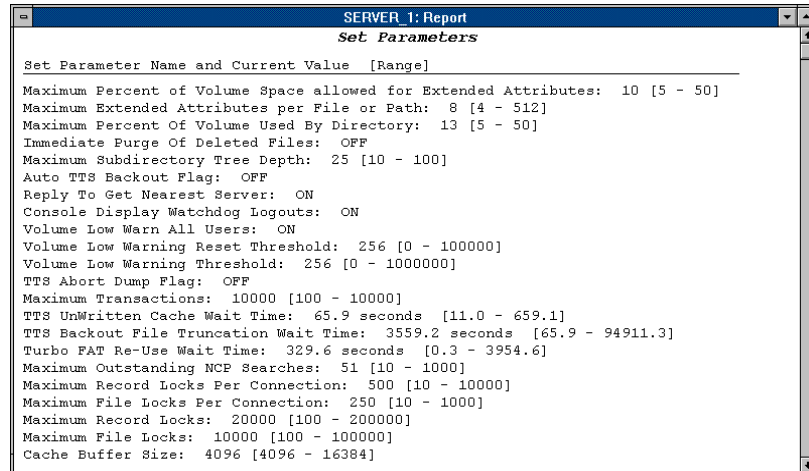 SERVER_1: Report
Set Parameters
Set Parameter Name and Current Value [Range]
Maximum Percent of Volume Space allowed for Extended Attributes: 10 [5 - 50]
Maximum Extended Attributes per File or Path: 8 [4 - 512]
Maximum Percent Of Volume Used By Directory: 13 [5 - 50]
Immediate Purge Of Deleted Files: OFF
Maximum Subdirectory Tree Depth: 25 [10 - 100]
Auto TTS Backout Flag: OFF
Reply To Get Nearest Server: ON
Console Display Watchdog Logouts: ON
Volume Low Warn All Users: ON
Volume Low Warning Reset Threshold: 256 [0 - 100000]
Volume Low Warning Threshold: 256 [0 - 1000000]
TTS Abort Dump Flag: OFF
Maximum Transactions: 10000 [100 - 10000]
TTS UnWritten Cache Wait Time: 65.9 seconds [11.0 - 659.1]
TTS Backout File Truncation Wait Time: 3559.2 seconds [65.9 - 94911.3]
Turbo FAT Re-Use Wait Time: 329.6 seconds [0.3 - 3954.6]
Maximum Outstanding NCP Searches: 51 [10 - 1000]
Maximum Record Locks Per Connection: 500 [10 - 10000]
Maximum File Locks Per Connection: 250 [10 - 1000]
Maximum Record Locks: 20000 [100 - 200000]
Maximum File Locks: 10000 [100 - 100000]
Cache Buffer Size: 4096 [4096 - 16384]